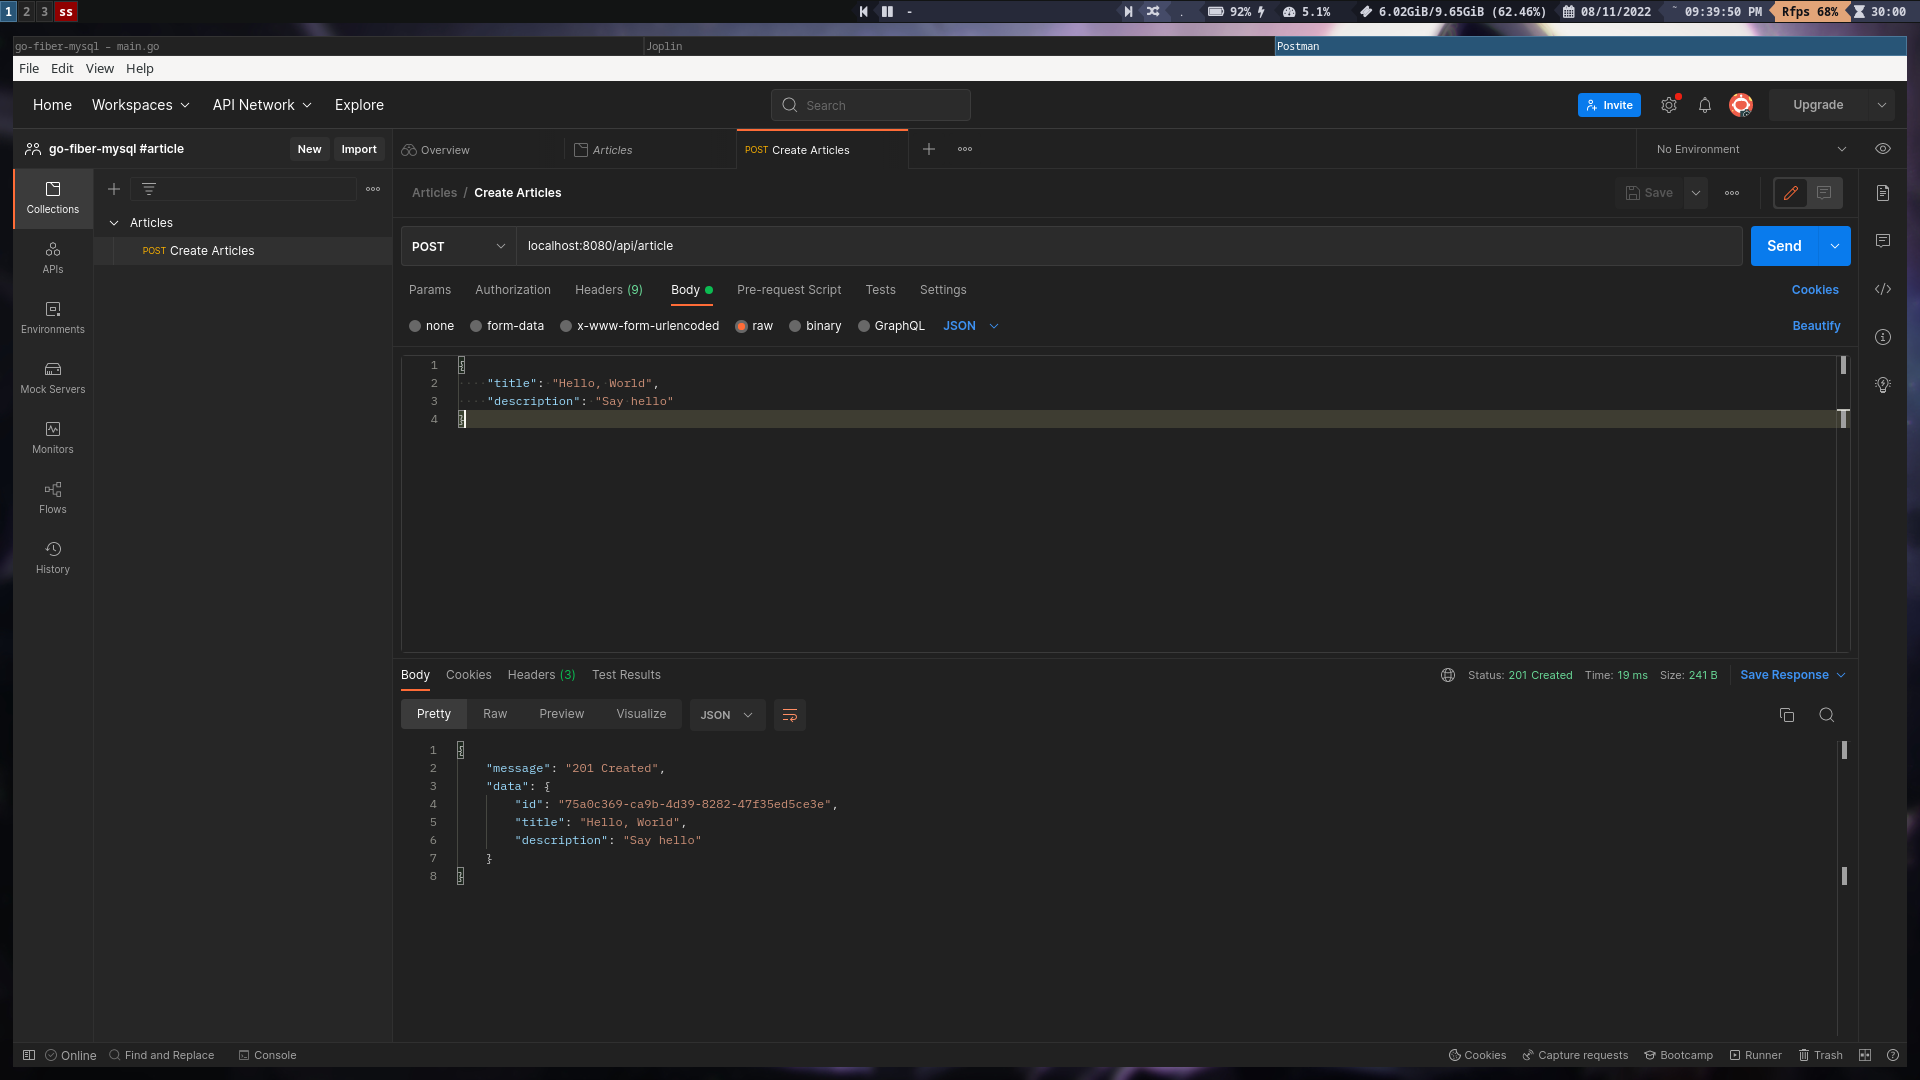 1 2 3 ss - . 92% 5.1% 6.02GiB/9.65GiB (62.46%) 08/11/2022 09:39:50 PM Rfps 68% 30:00
go-fiber-mysql – main.go Joplin Postman
File Edit View Help
Home Workspaces API Network Explore Search Invite Upgrade
go-fiber-mysql #article New Import Overview Articles POST Create Articles No Environment
Articles / Create Articles Save
Collections
Articles
POST Create Articles
APIs
Environments
Mock Servers
Monitors
Flows
History
POST localhost:8080/api/article Send
Params Authorization Headers (9) Body Pre-request Script Tests Settings Cookies
none form-data x-www-form-urlencoded raw binary GraphQL JSON Beautify
1 {
2 "title": "Hello, World",
3 "description": "Say hello"
4 }
Body Cookies Headers (3) Test Results Status: 201 Created Time: 19 ms Size: 241 B Save Response
Pretty Raw Preview Visualize JSON
1 {
2 "message": "201 Created",
3 "data": {
4 "id": "75a0c369-ca9b-4d39-8282-47f35ed5ce3e",
5 "title": "Hello, World",
6 "description": "Say hello"
7 }
8 }
Online Find and Replace Console Cookies Capture requests Bootcamp Runner Trash